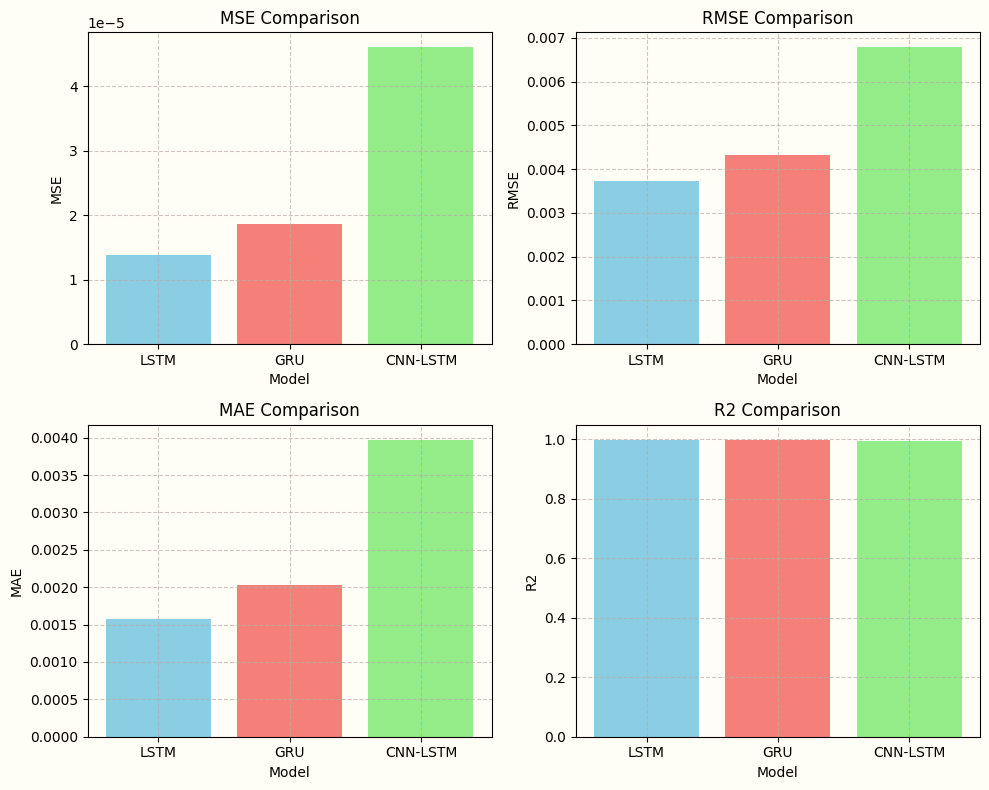 MSE Comparison
1e−5
4
3
2
1
0
MSE
LSTM
GRU
CNN-LSTM
Model
RMSE Comparison
0.007
0.006
0.005
0.004
0.003
0.002
0.001
0.000
RMSE
LSTM
GRU
CNN-LSTM
Model
MAE Comparison
0.0040
0.0035
0.0030
0.0025
0.0020
0.0015
0.0010
0.0005
0.0000
MAE
LSTM
GRU
CNN-LSTM
Model
R2 Comparison
1.0
0.8
0.6
0.4
0.2
0.0
R2
LSTM
GRU
CNN-LSTM
Model